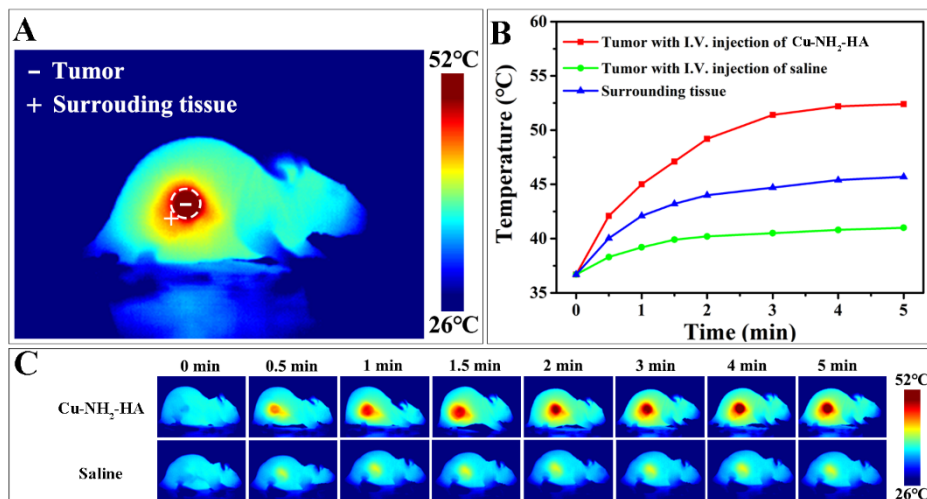 A
− Tumor
+ Surrouding tissue
52°C
26°C
B
Temperature (°C)
60
55
50
45
40
35
Tumor with I.V. injection of Cu-NH₂-HA
Tumor with I.V. injection of saline
Surrounding tissue
0 1 2 3 4 5
Time (min)
C
0 min 0.5 min 1 min 1.5 min 2 min 3 min 4 min 5 min
Cu-NH₂-HA
Saline
52°C
26°C